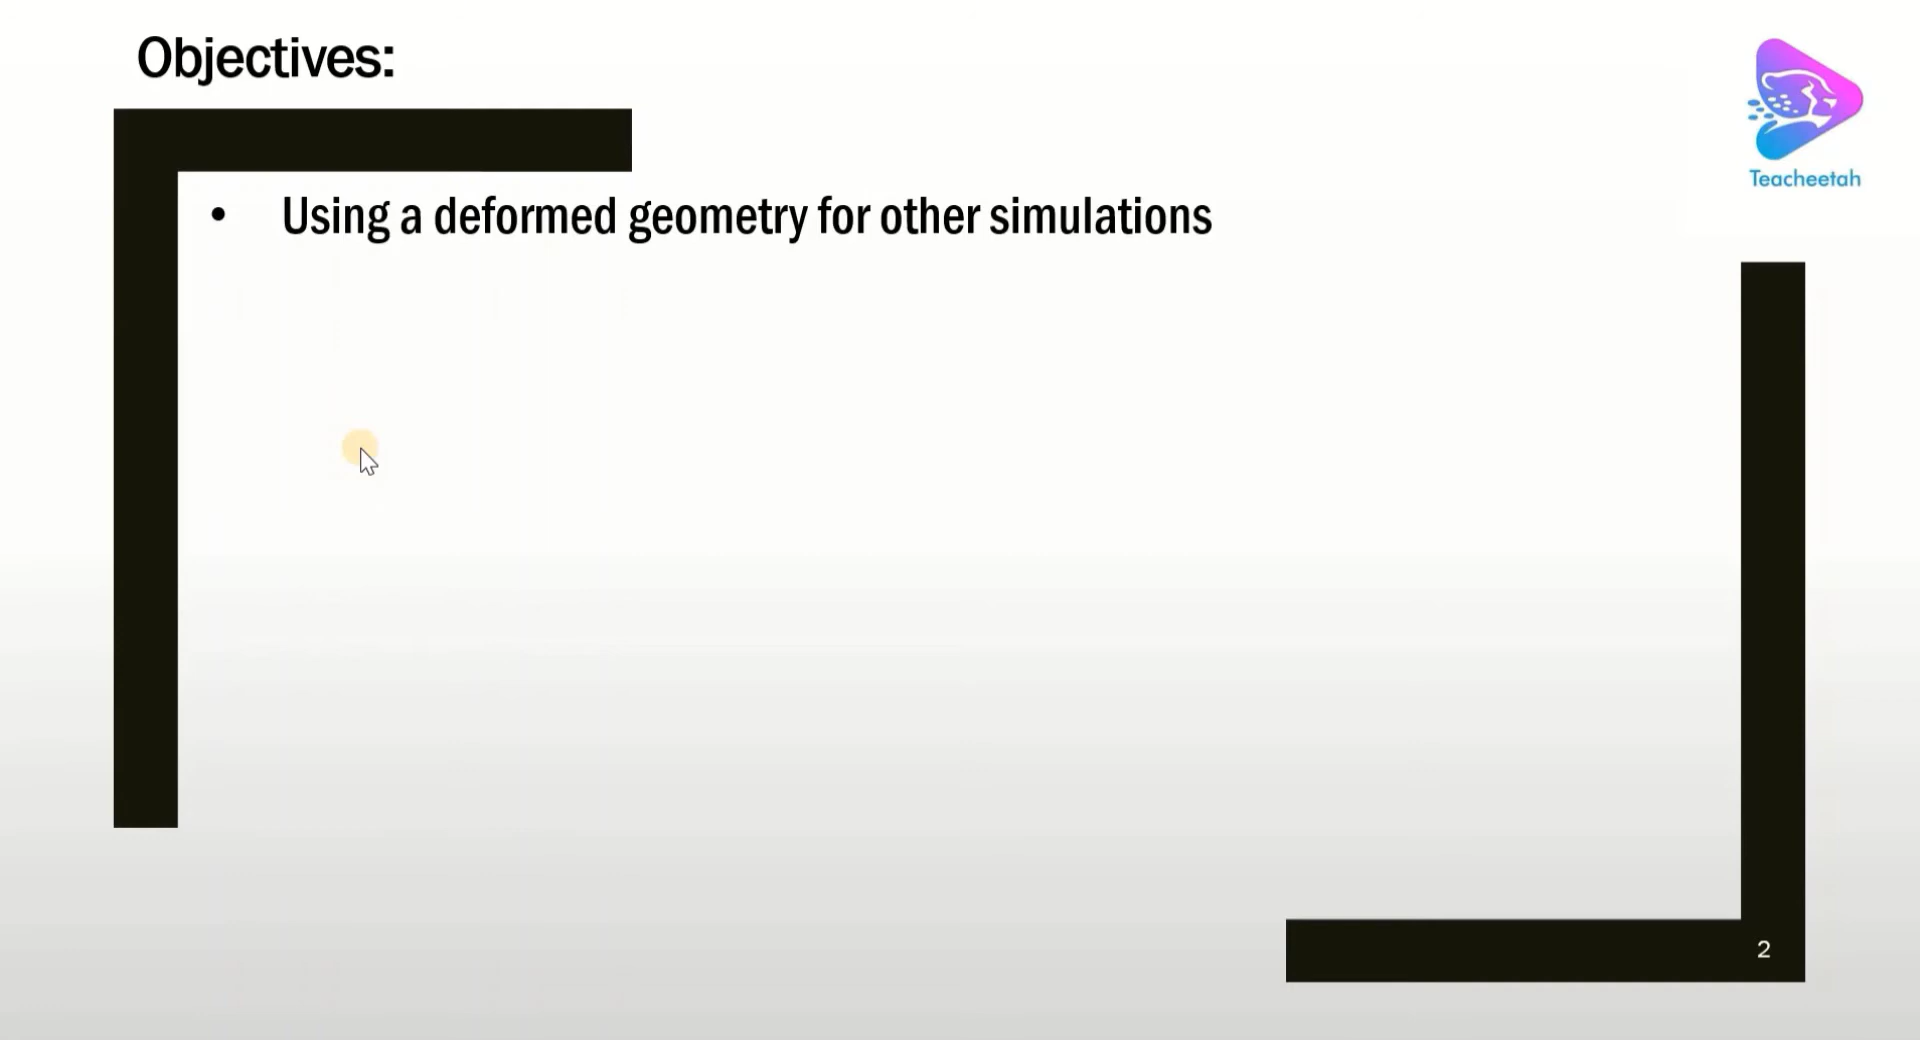 Objectives:
Teacheetah
• Using a deformed geometry for other simulations
2